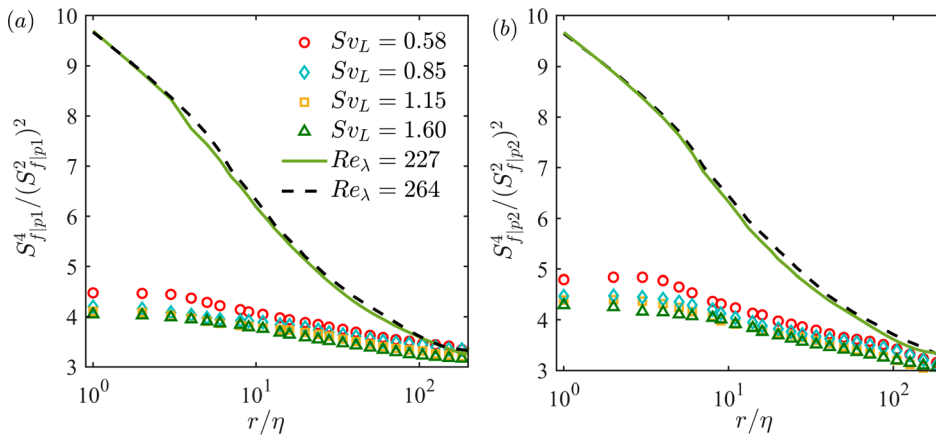 (a)
10
9
8
7
6
5
4
3
10^0
10^1
10^2
r/η
S^4_{f|p1}/(S^2_{f|p1})^2
Sv_L = 0.58
Sv_L = 0.85
Sv_L = 1.15
Sv_L = 1.60
Re_λ = 227
Re_λ = 264
(b)
10
9
8
7
6
5
4
3
10^0
10^1
10^2
r/η
S^4_{f|p2}/(S^2_{f|p2})^2